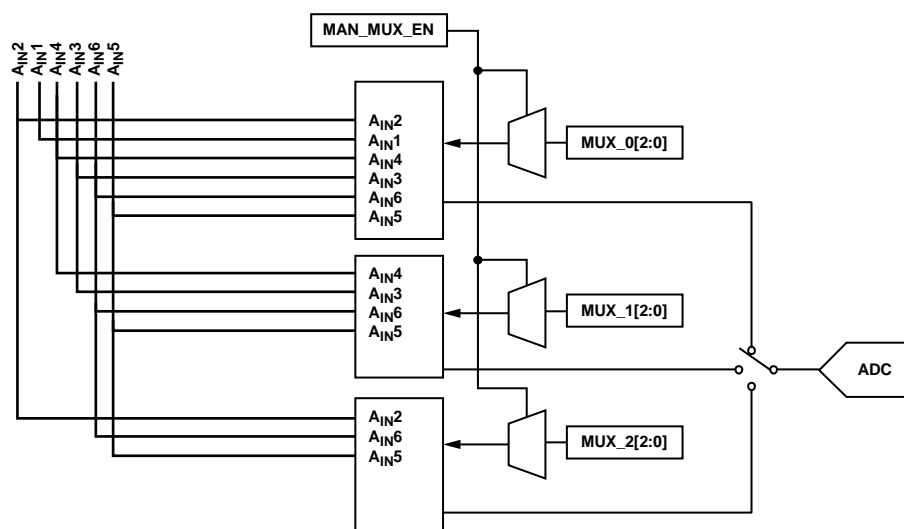 MAN_MUX_EN
AIN2
AIN1
AIN4
AIN3
AIN6
AIN5
AIN2
AIN1
AIN4
AIN3
AIN6
AIN5
MUX_0[2:0]
AIN4
AIN3
AIN6
AIN5
MUX_1[2:0]
ADC
AIN2
AIN6
AIN5
MUX_2[2:0]